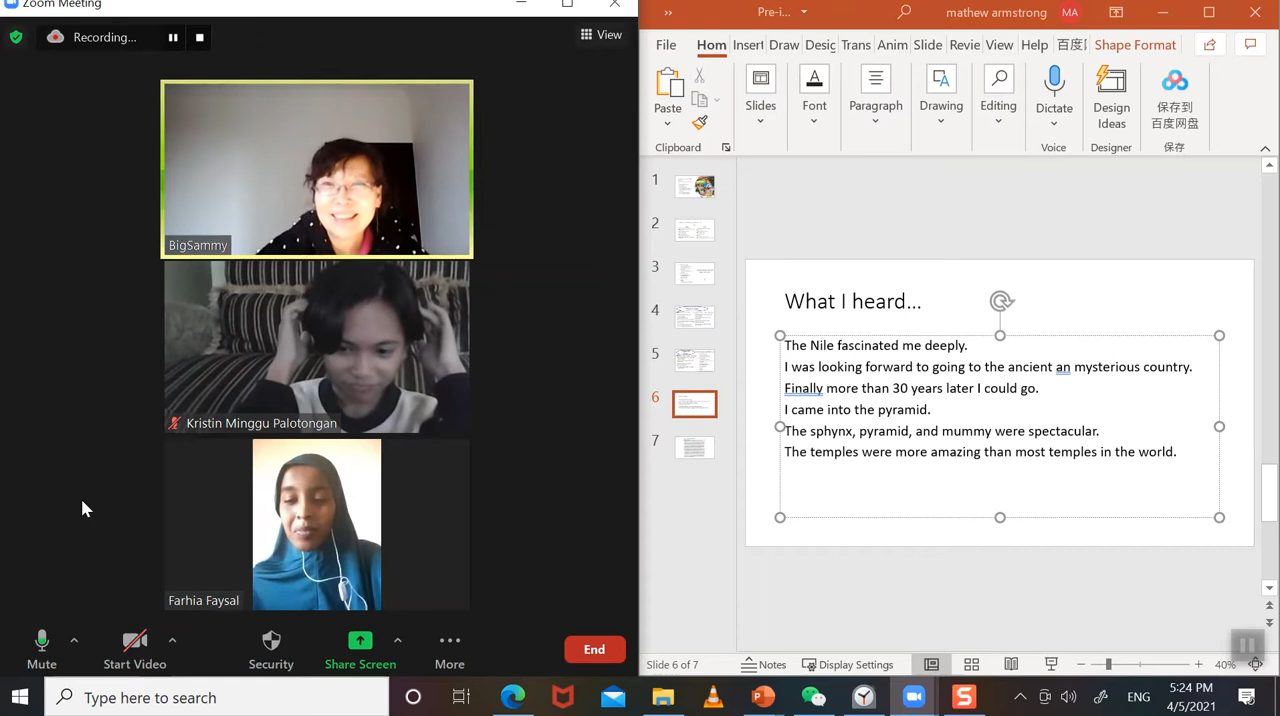 Zoom Meeting
Recording...
View
BigSammy
Kristin Minggu Palotongan
Farhia Faysal
Mute
Start Video
Security
Share Screen
More
End
Pre-i...
mathew armstrong
MA
File
Hom
Insert
Draw
Desig
Trans
Anim
Slide
Revie
View
Help
Shape Format
Paste
Slides
Font
Paragraph
Drawing
Editing
Dictate
Design
Ideas
保存到
百度网盘
Clipboard
Voice
Designer
保存
1
2
3
4
5
6
7
What I heard...
The Nile fascinated me deeply.
I was looking forward to going to the ancient an mysterious country.
Finally more than 30 years later I could go.
I came into the pyramid.
The sphynx, pyramid, and mummy were spectacular.
The temples were more amazing than most temples in the world.
Slide 6 of 7
Notes
Display Settings
40%
Type here to search
ENG
5:24 PM
4/5/2021